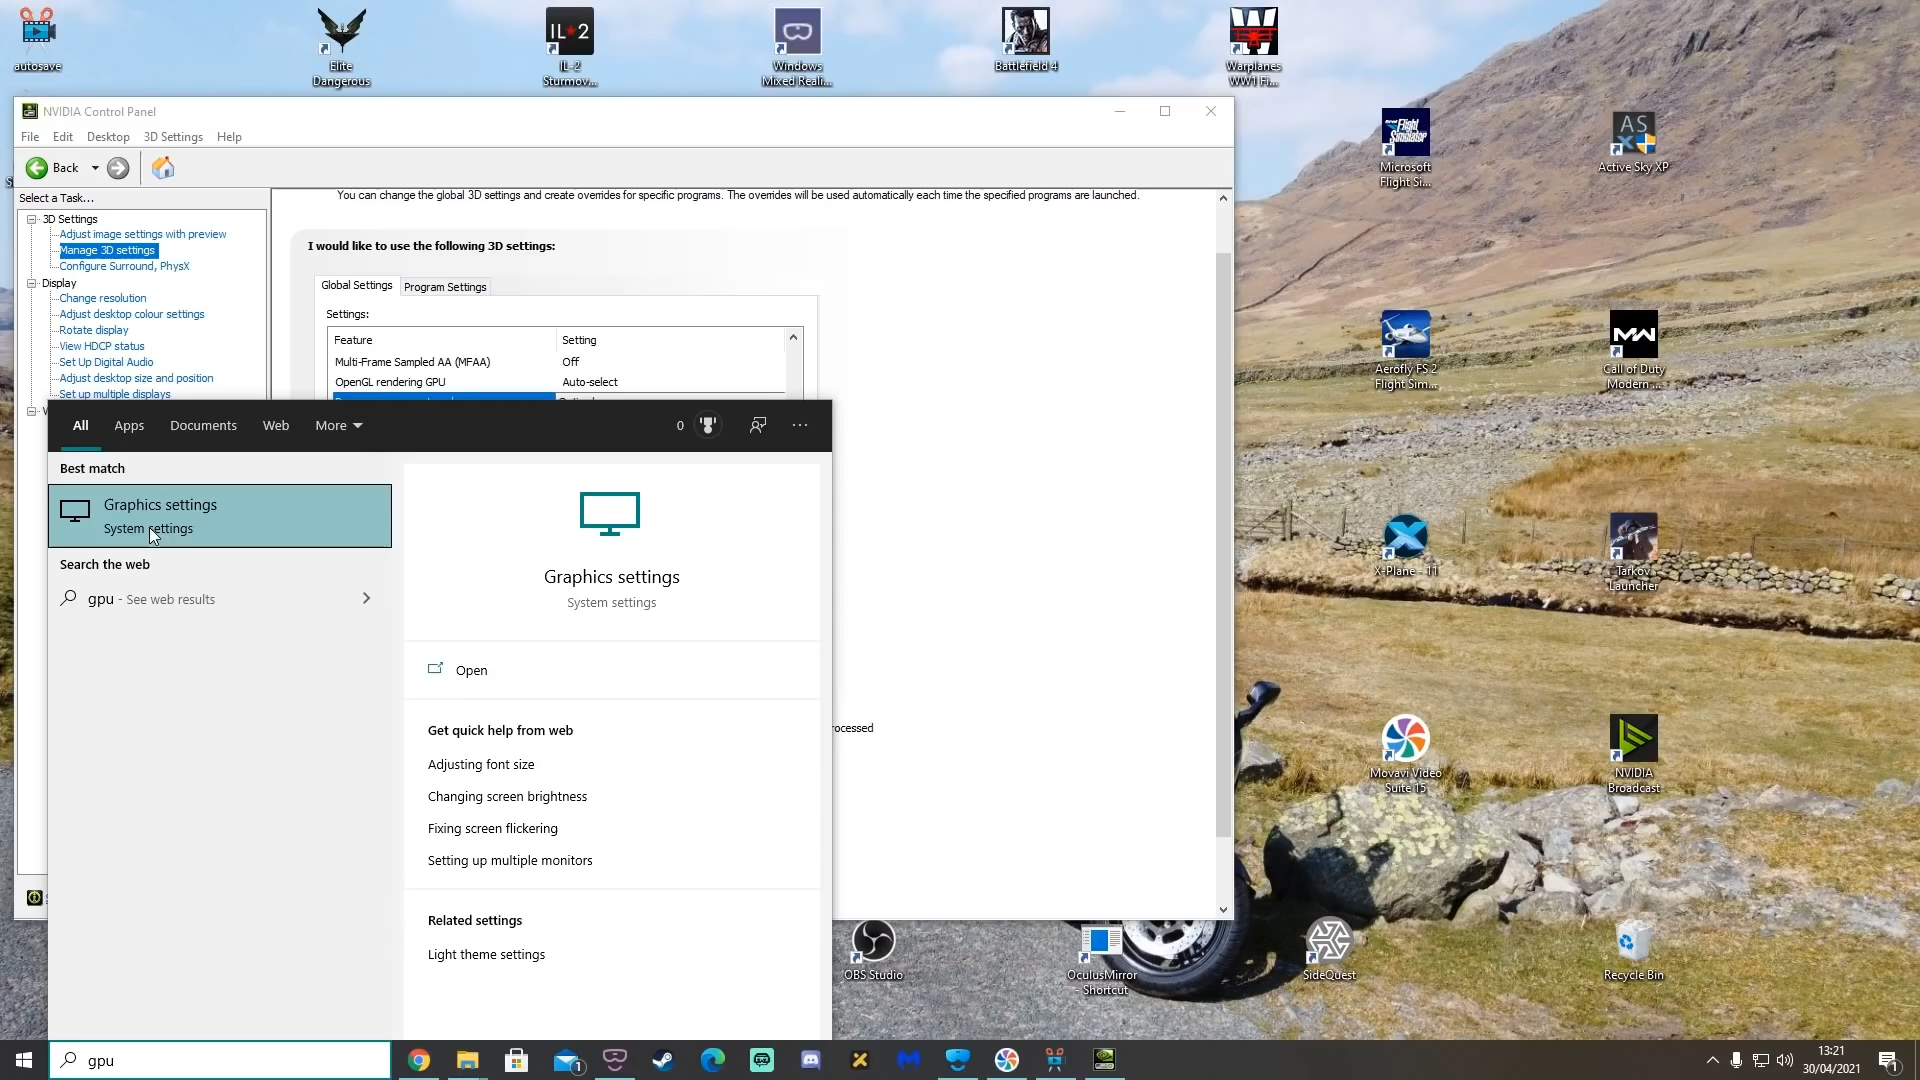 autosave
Elite
Dangerous
IL-2
IL-2
Sturmov...
Windows
Mixed Reali...
Battlefield 4
Warplanes
WW1 Fi...
NVIDIA Control Panel
File Edit Desktop 3D Settings Help
Back
Select a Task...
3D Settings
Adjust image settings with preview
Manage 3D settings
Configure Surround, PhysX
Display
Change resolution
Adjust desktop colour settings
Rotate display
View HDCP status
Set Up Digital Audio
Adjust desktop size and position
Set up multiple displays
You can change the global 3D settings and create overrides for specific programs. The overrides will be used automatically each time the specified programs are launched.
I would like to use the following 3D settings:
Global Settings Program Settings
Settings:
Feature Setting
Multi-Frame Sampled AA (MFAA) Off
OpenGL rendering GPU Auto-select
rocessed
All Apps Documents Web More
0
Best match
Graphics settings
System settings
Search the web
gpu - See web results
Graphics settings
System settings
Open
Get quick help from web
Adjusting font size
Changing screen brightness
Fixing screen flickering
Setting up multiple monitors
Related settings
Light theme settings
Flight
Simulator
Microsoft
Flight Si...
AS
Active Sky XP
Aerofly FS 2
Flight Sim...
Call of Duty
Modern ...
X-Plane - 11
Tarkov
Launcher
Movavi Video
Suite 15
NVIDIA
Broadcast
OBS Studio
OculusMirror
- Shortcut
SideQuest
Recycle Bin
gpu
1
13:21
30/04/2021
1